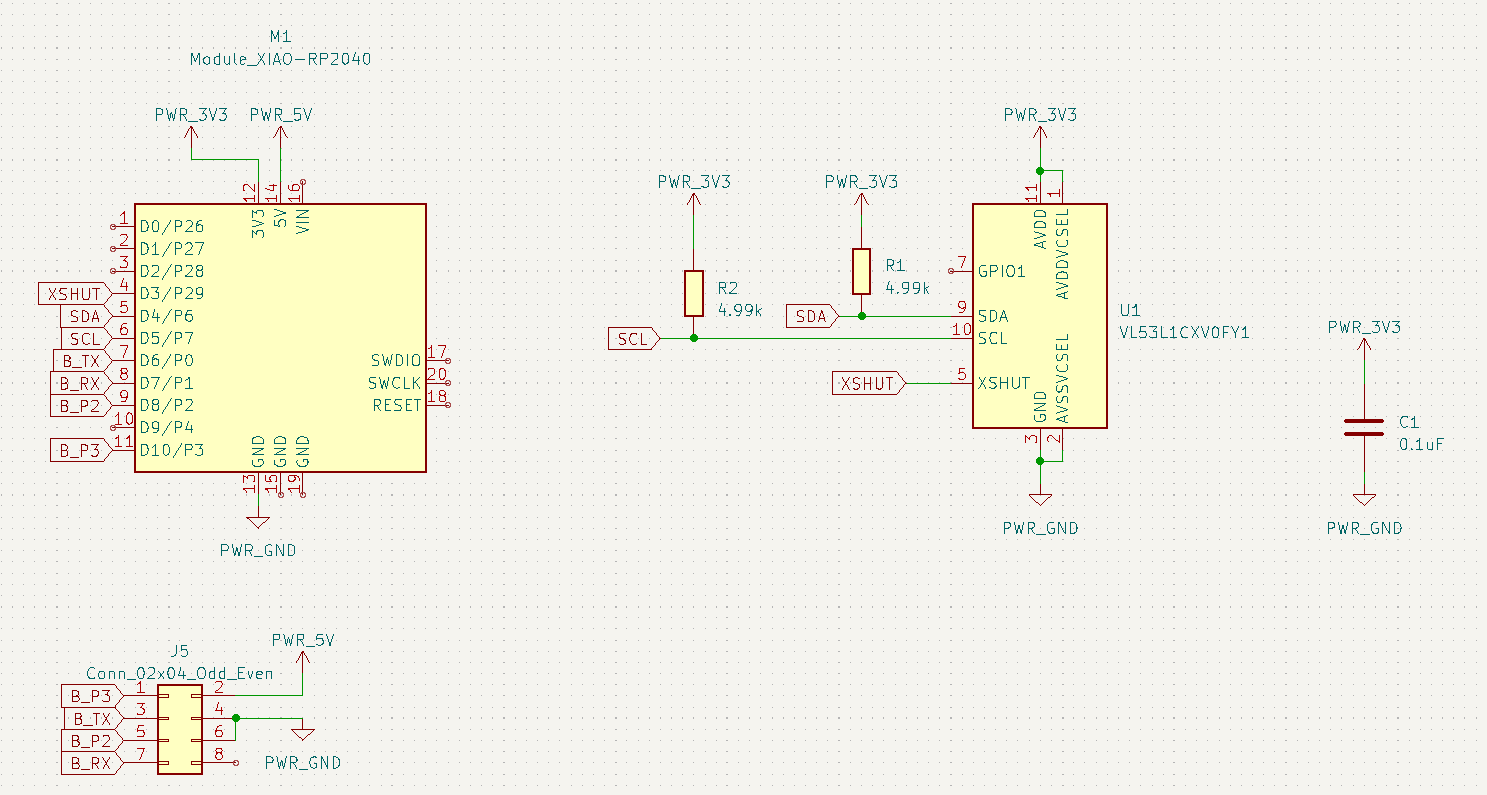 M1
Module_XIAO-RP2040
PWR_3V3 PWR_5V
12 14 16
3V3 5V VIN
1 D0/P26
2 D1/P27
3 D2/P28
XSHUT 4 D3/P29
SDA 5 D4/P6
SCL 6 D5/P7
B_TX 7 D6/P0
B_RX 8 D7/P1
B_P2 9 D8/P2
10 D9/P4
B_P3 11 D10/P3
SWDIO 17
SWCLK 20
RESET 18
GND GND GND
13 15 19
PWR_GND
PWR_3V3
R2
4.99k
SCL
PWR_3V3
R1
4.99k
SDA
XSHUT
PWR_3V3
11 1
AVDD AVDDVCSEL
7 GPIO1
9 SDA
10 SCL
5 XSHUT
GND AVSSVCSEL
3 2
U1
VL53L1CXV0FY1
PWR_GND
PWR_3V3
C1
0.1uF
PWR_GND
J5
Conn_02x04_Odd_Even
PWR_5V
B_P3 1 2
B_TX 3 4
B_P2 5 6
B_RX 7 8
PWR_GND